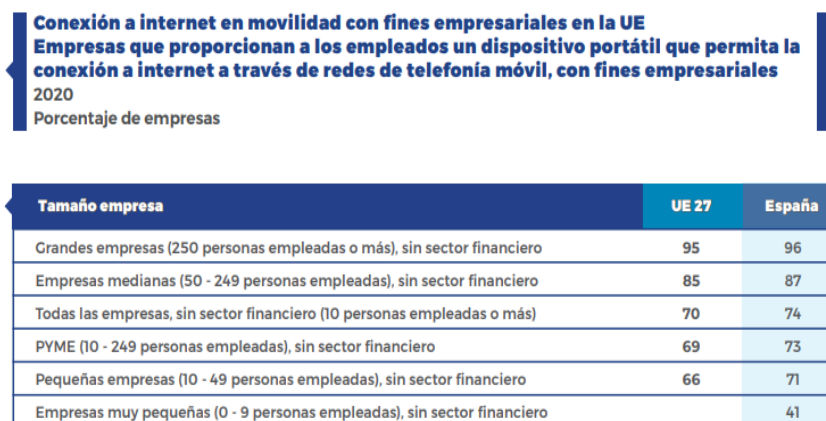 Conexión a internet en movilidad con fines empresariales en la UE
Empresas que proporcionan a los empleados un dispositivo portátil que permita la
conexión a internet a través de redes de telefonía móvil, con fines empresariales
2020
Porcentaje de empresas
Tamaño empresa UE 27 España
Grandes empresas (250 personas empleadas o más), sin sector financiero 95 96
Empresas medianas (50 - 249 personas empleadas), sin sector financiero 85 87
Todas las empresas, sin sector financiero (10 personas empleadas o más) 70 74
PYME (10 - 249 personas empleadas), sin sector financiero 69 73
Pequeñas empresas (10 - 49 personas empleadas), sin sector financiero 66 71
Empresas muy pequeñas (0 - 9 personas empleadas), sin sector financiero 41